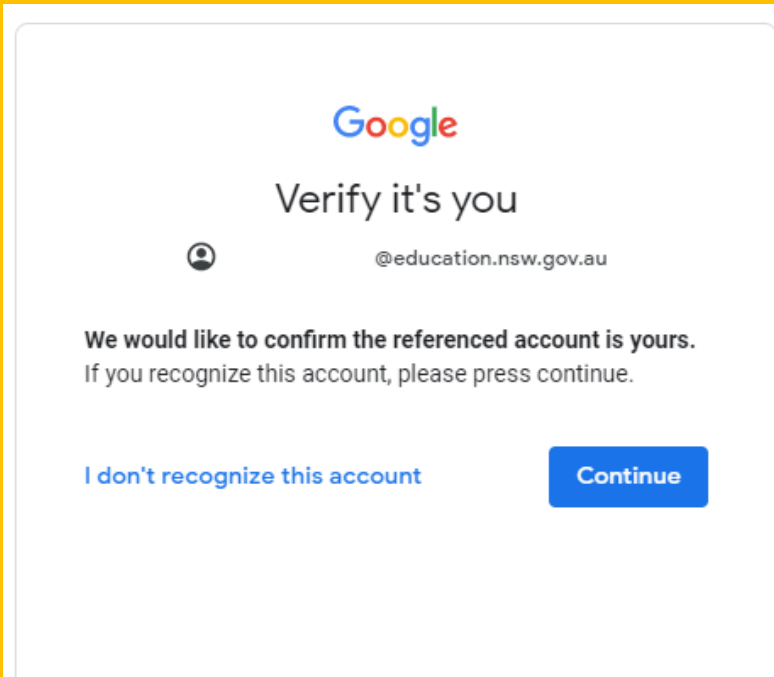 Google
Verify it's you
@education.nsw.gov.au
We would like to confirm the referenced account is yours.
If you recognize this account, please press continue.
I don't recognize this account
Continue